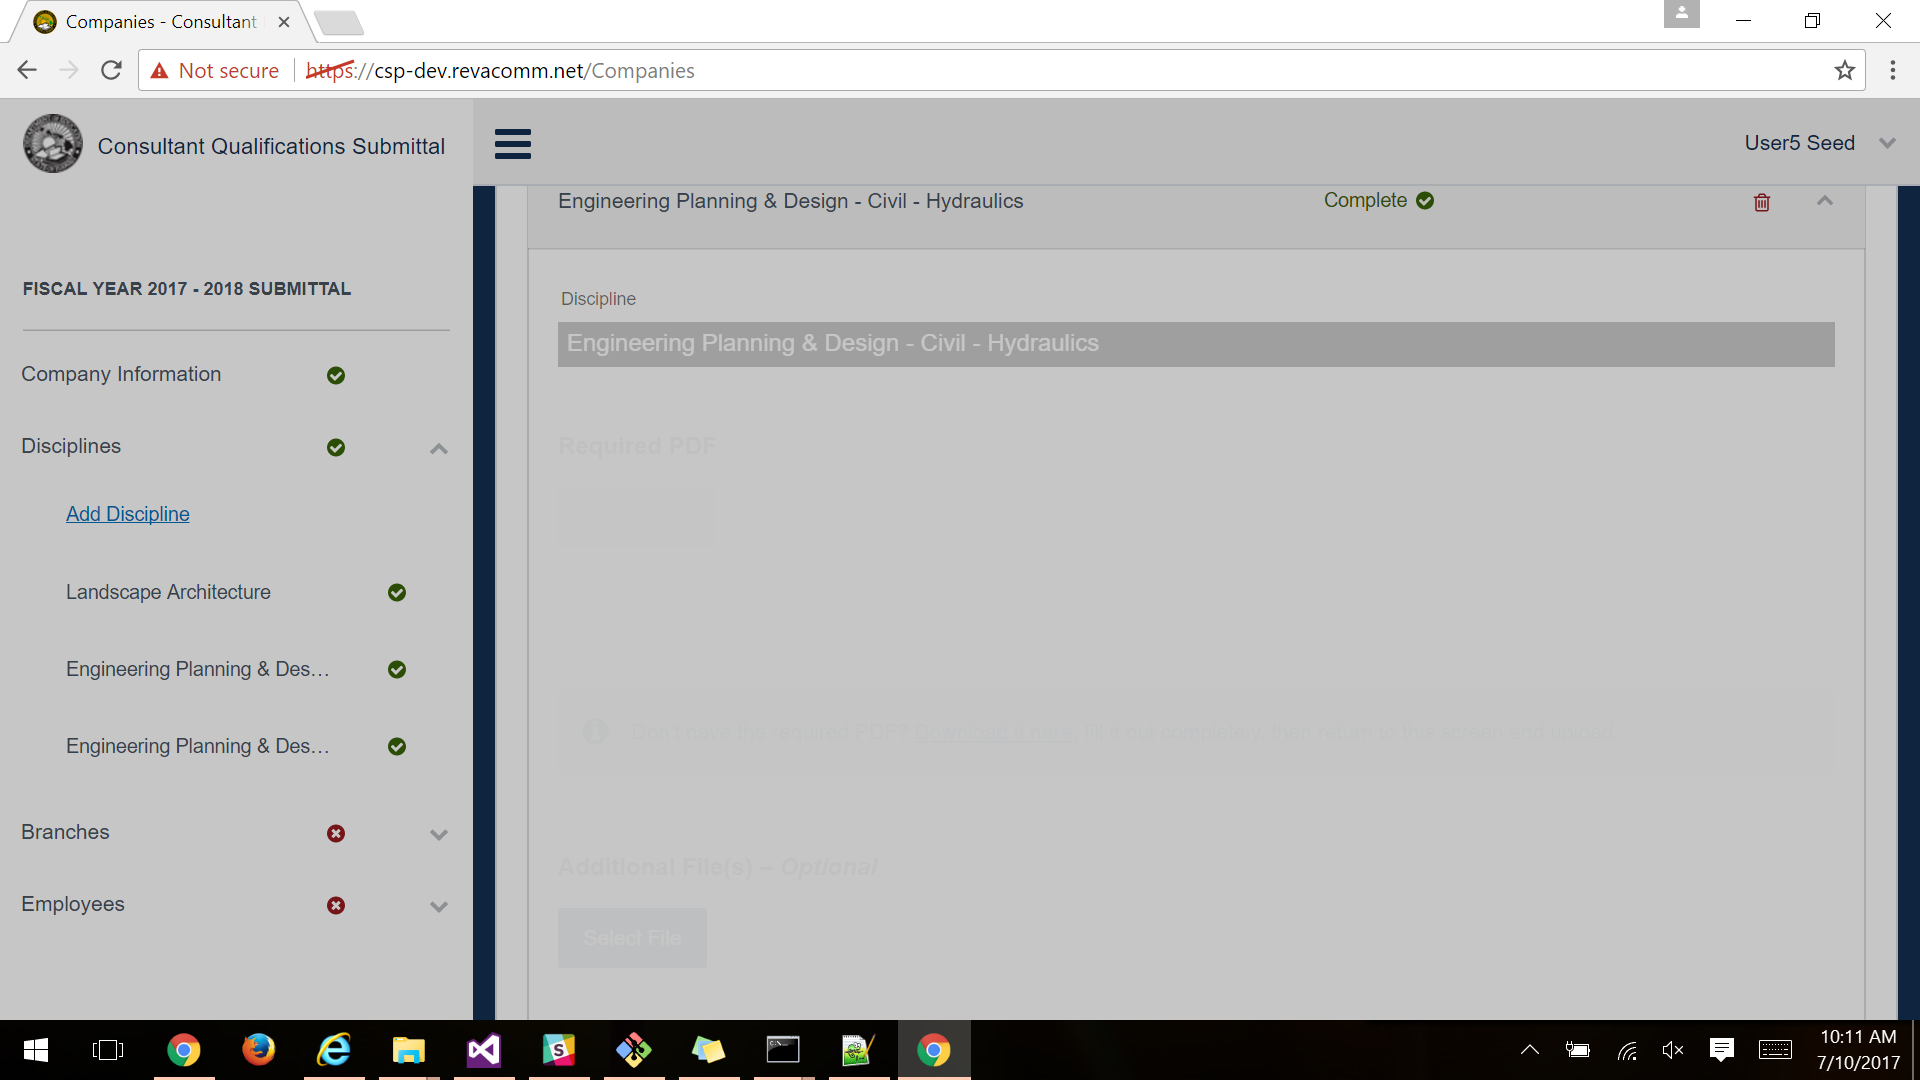 Companies - Consultant
Not secure
https://csp-dev.revacomm.net/Companies
Consultant Qualifications Submittal
User5 Seed
Engineering Planning & Design - Civil - Hydraulics
Complete
FISCAL YEAR 2017 - 2018 SUBMITTAL
Discipline
Engineering Planning & Design - Civil - Hydraulics
Company Information
Disciplines
Required PDF
Add Discipline
Landscape Architecture
Engineering Planning & Des...
Engineering Planning & Des...
Don't have the required PDF? Download it here, fill it out completely, then return to this screen and upload.
Branches
Additional File(s) – Optional
Employees
Select File
10:11 AM
7/10/2017